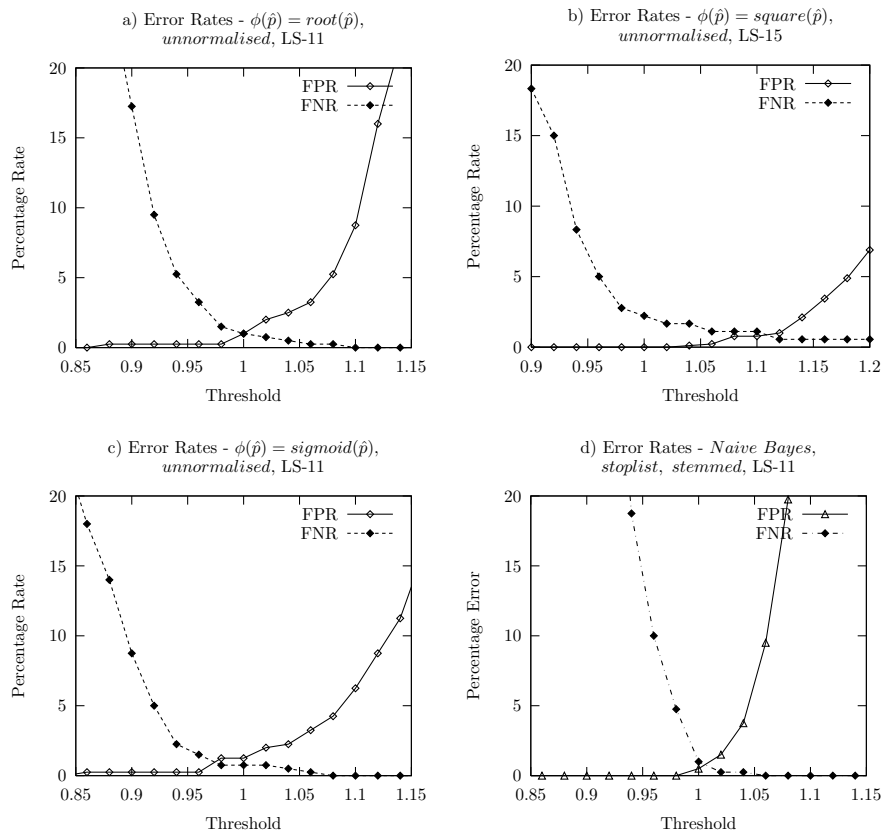 a) Error Rates - ϕ(p̂) = root(p̂),
unnormalised, LS-11
20
15
10
5
0
Percentage Rate
FPR
FNR
0.85 0.9 0.95 1 1.05 1.1 1.15
Threshold
b) Error Rates - ϕ(p̂) = square(p̂),
unnormalised, LS-15
20
15
10
5
0
Percentage Rate
FPR
FNR
0.9 0.95 1 1.05 1.1 1.15 1.2
Threshold
c) Error Rates - ϕ(p̂) = sigmoid(p̂),
unnormalised, LS-11
20
15
10
5
0
Percentage Rate
FPR
FNR
0.85 0.9 0.95 1 1.05 1.1 1.15
Threshold
d) Error Rates - Naive Bayes,
stoplist, stemmed, LS-11
20
15
10
5
0
Percentage Error
FPR
FNR
0.85 0.9 0.95 1 1.05 1.1 1.15
Threshold